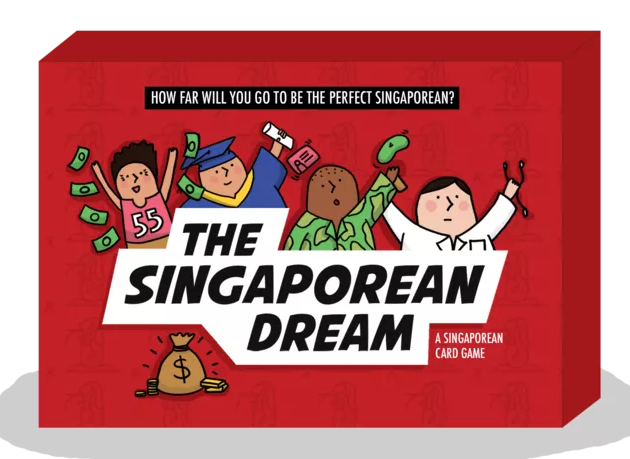 HOW FAR WILL YOU GO TO BE THE PERFECT SINGAPOREAN?
55
THE
SINGAPOREAN
DREAM
A SINGAPOREAN
CARD GAME
$